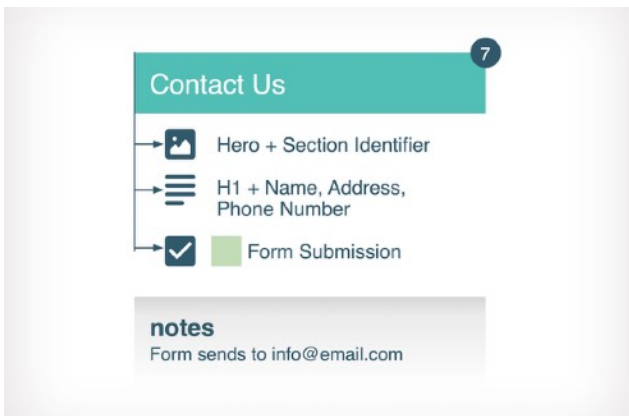 7
Contact Us
Hero + Section Identifier
H1 + Name, Address,
Phone Number
Form Submission
notes
Form sends to info@email.com